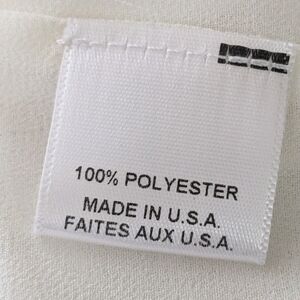 100% POLYESTER
MADE IN U.S.A.
FAITES AUX U.S.A.